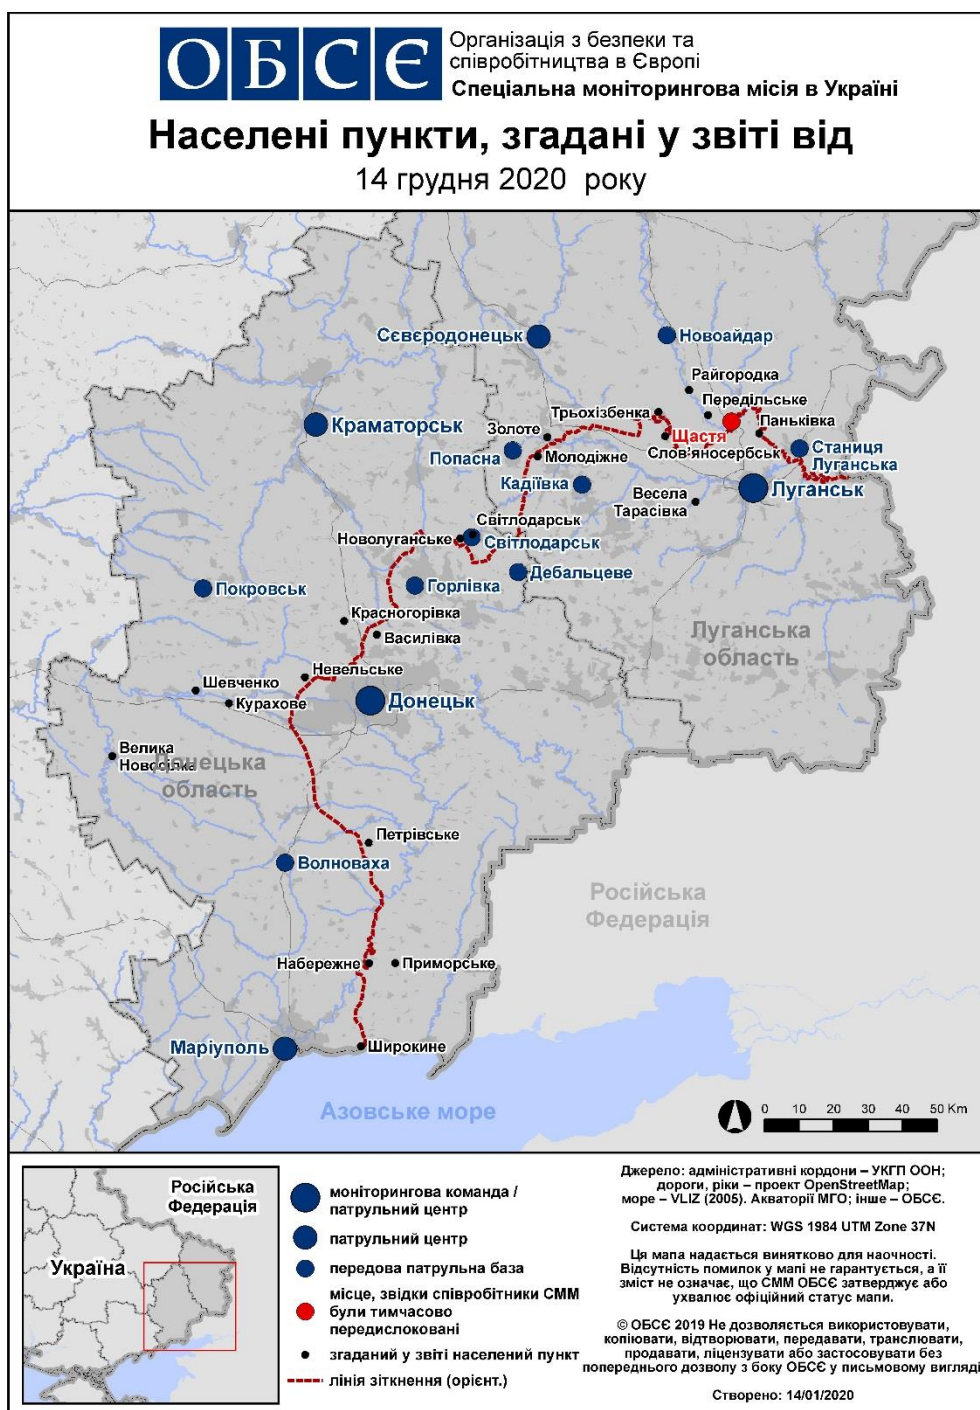 ОБСЄ
Організація з безпеки та
співробітництва в Європі
Спеціальна моніторингова місія в Україні
Населені пункти, згадані у звіті від
14 грудня 2020 року
Сєвєродонецьк
Новоайдар
Райгородка
Передільське
Трьохізбенка
Паньківка
Золоте
Щастя
Краматорськ
Слов'яносербськ
Станиця
Луганська
Попасна
Молодіжне
Кадіївка
Луганськ
Весела
Тарасівка
Світлодарськ
Новолуганське
Світлодарськ
Дебальцеве
Горлівка
Покровськ
Красногорівка
Василівка
Луганська
область
Невельське
Шевченко
Курахове
Донецьк
Велика
Новосілка
Донецька
область
Петрівське
Волноваха
Російська
Федерація
Набережне
Приморське
Маріуполь
Широкине
Азовське море
0 10 20 30 40 50 Km
Російська
Федерація
Україна
моніторингова команда /
патрульний центр
патрульний центр
передова патрульна база
місце, звідки співробітники СММ
були тимчасово
передислоковані
згаданий у звіті населений пункт
лінія зіткнення (орієнт.)
Джерело: адміністративні кордони – УКГП ООН;
дороги, ріки – проект OpenStreetMap;
море – VLIZ (2005). Акваторії МГО; інше – ОБСЄ.
Система координат: WGS 1984 UTM Zone 37N
Ця мапа надається винятково для наочності.
Відсутність помилок у мапі не гарантується, а її
зміст не означає, що СММ ОБСЄ затверджує або
ухвалює офіційний статус мапи.
© ОБСЄ 2019 Не дозволяється використовувати,
копіювати, відтворювати, передавати, транслювати,
продавати, ліцензувати або застосовувати без
попереднього дозволу з боку ОБСЄ у письмовому вигляді
Створено: 14/01/2020